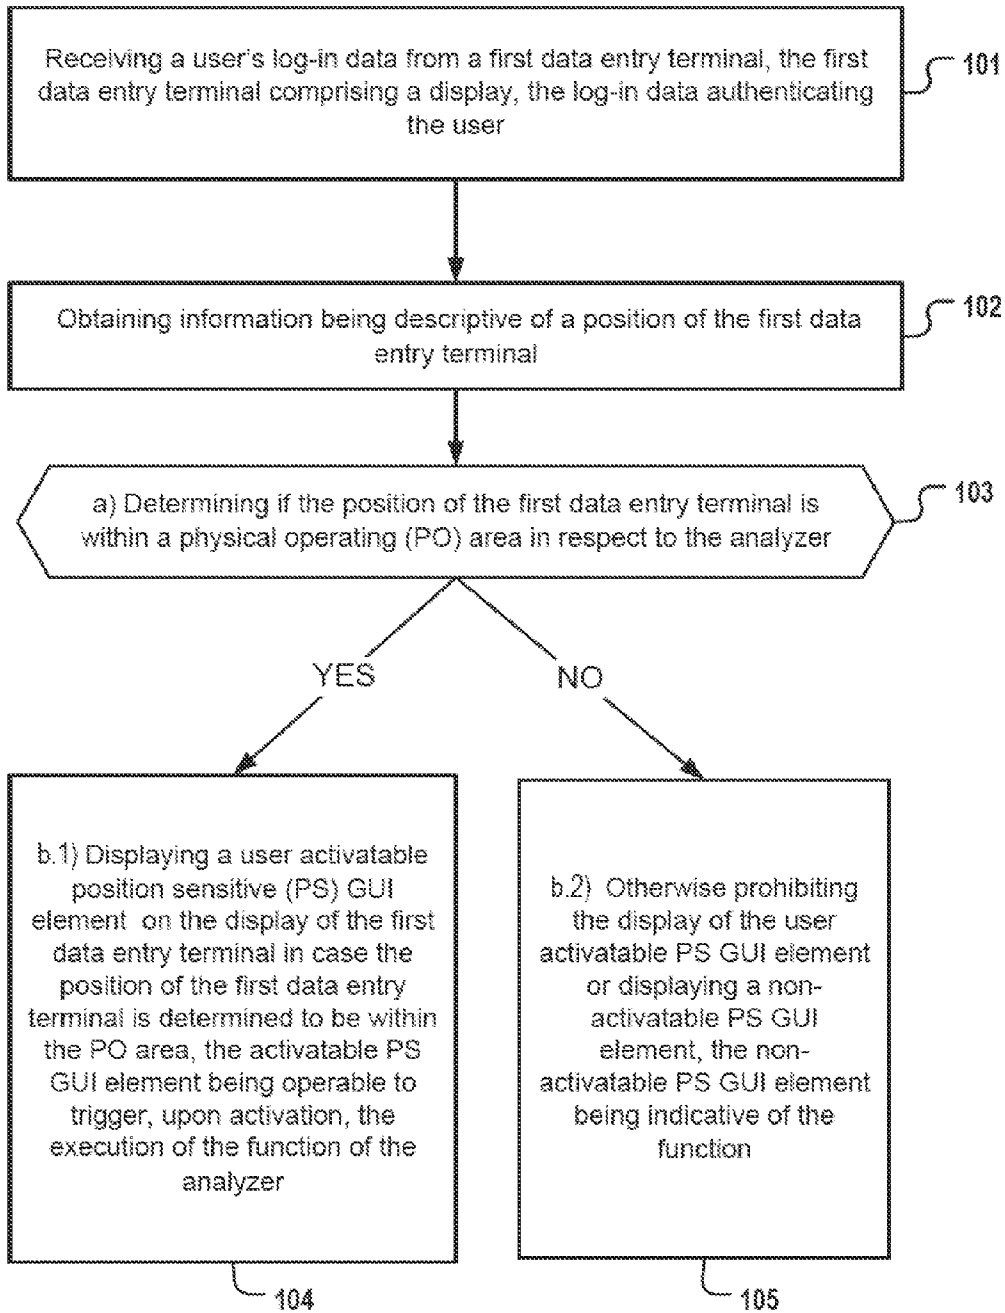 Receiving a user's log-in data from a first data entry terminal, the first
data entry terminal comprising a display, the log-in data authenticating
the user
101
Obtaining information being descriptive of a position of the first data
entry terminal
102
a) Determining if the position of the first data entry terminal is
within a physical operating (PO) area in respect to the analyzer
103
YES
NO
b.1) Displaying a user activatable
position sensitive (PS) GUI
element on the display of the first
data entry terminal in case the
position of the first data entry
terminal is determined to be within
the PO area, the activatable PS
GUI element being operable to
trigger, upon activation, the
execution of the function of the
analyzer
104
b.2) Otherwise prohibiting
the display of the user
activatable PS GUI element
or displaying a non-
activatable PS GUI
element, the non-
activatable PS GUI element
being indicative of the
function
105